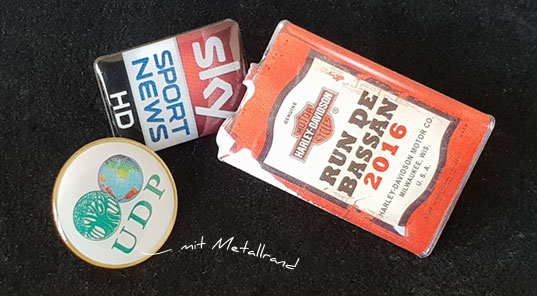 sky
SPORT
NEWS
HD
GENUINE
MOTOR
HARLEY-DAVIDSON
®
RUN DE
BASSAN
2016
HARLEY-DAVIDSON MOTOR CO.
MILWAUKEE, WIS.
U. S. A.
UDP
mit Metallrand